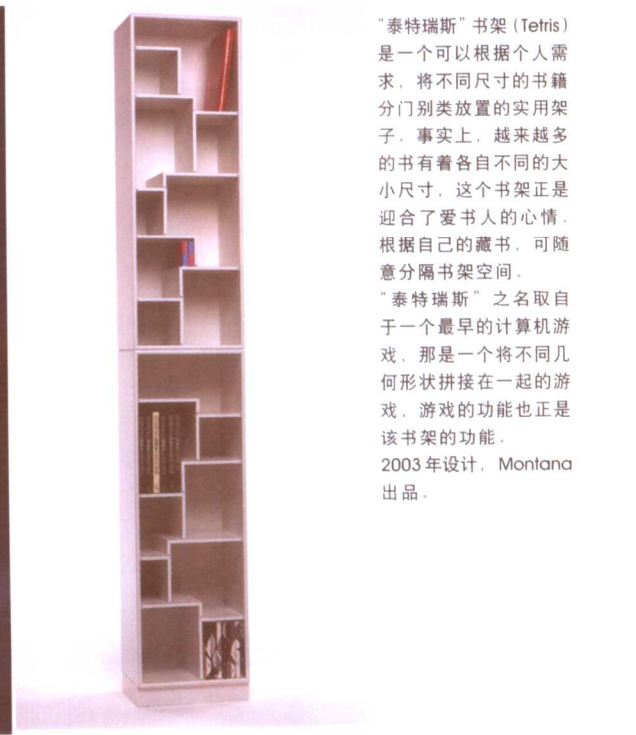 “泰特瑞斯”书架(Tetris)
是一个可以根据个人需
求，将不同尺寸的书籍
分门别类放置的实用架
子。事实上，越来越多
的书有着各自不同的大
小尺寸，这个书架正是
迎合了爱书人的心情。
根据自己的藏书，可随
意分隔书架空间。
“泰特瑞斯”之名取自
于一个最早的计算机游
戏，那是一个将不同几
何形状拼接在一起的游
戏，游戏的功能也正是
该书架的功能。
2003年设计，Montana
出品。